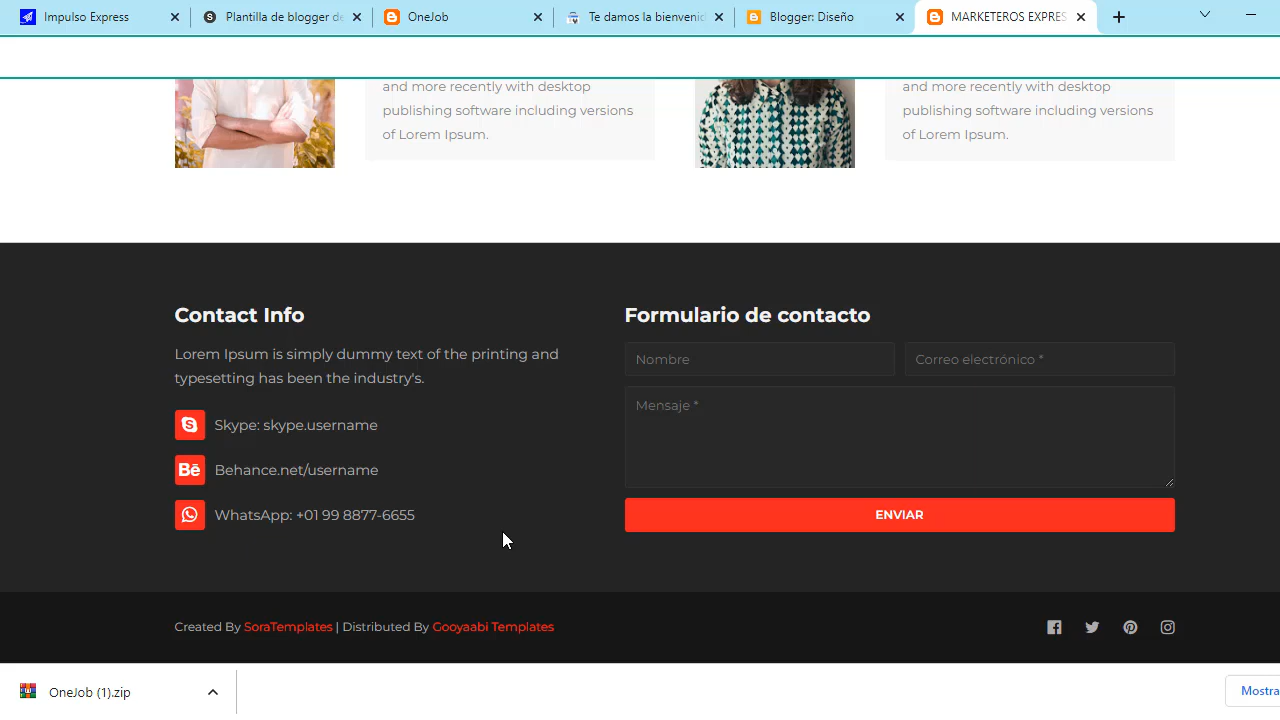 Impulso Express
Plantilla de blogger de
OneJob
Te damos la bienvenid
Blogger: Diseño
MARKETEROS EXPRES
and more recently with desktop
publishing software including versions
of Lorem Ipsum.
and more recently with desktop
publishing software including versions
of Lorem Ipsum.
Contact Info
Lorem Ipsum is simply dummy text of the printing and
typesetting has been the industry's.
Skype: skype.username
Behance.net/username
WhatsApp: +01 99 8877-6655
Formulario de contacto
Nombre
Correo electrónico *
Mensaje *
ENVIAR
Created By SoraTemplates | Distributed By Gooyaabi Templates
OneJob (1).zip
Mostra